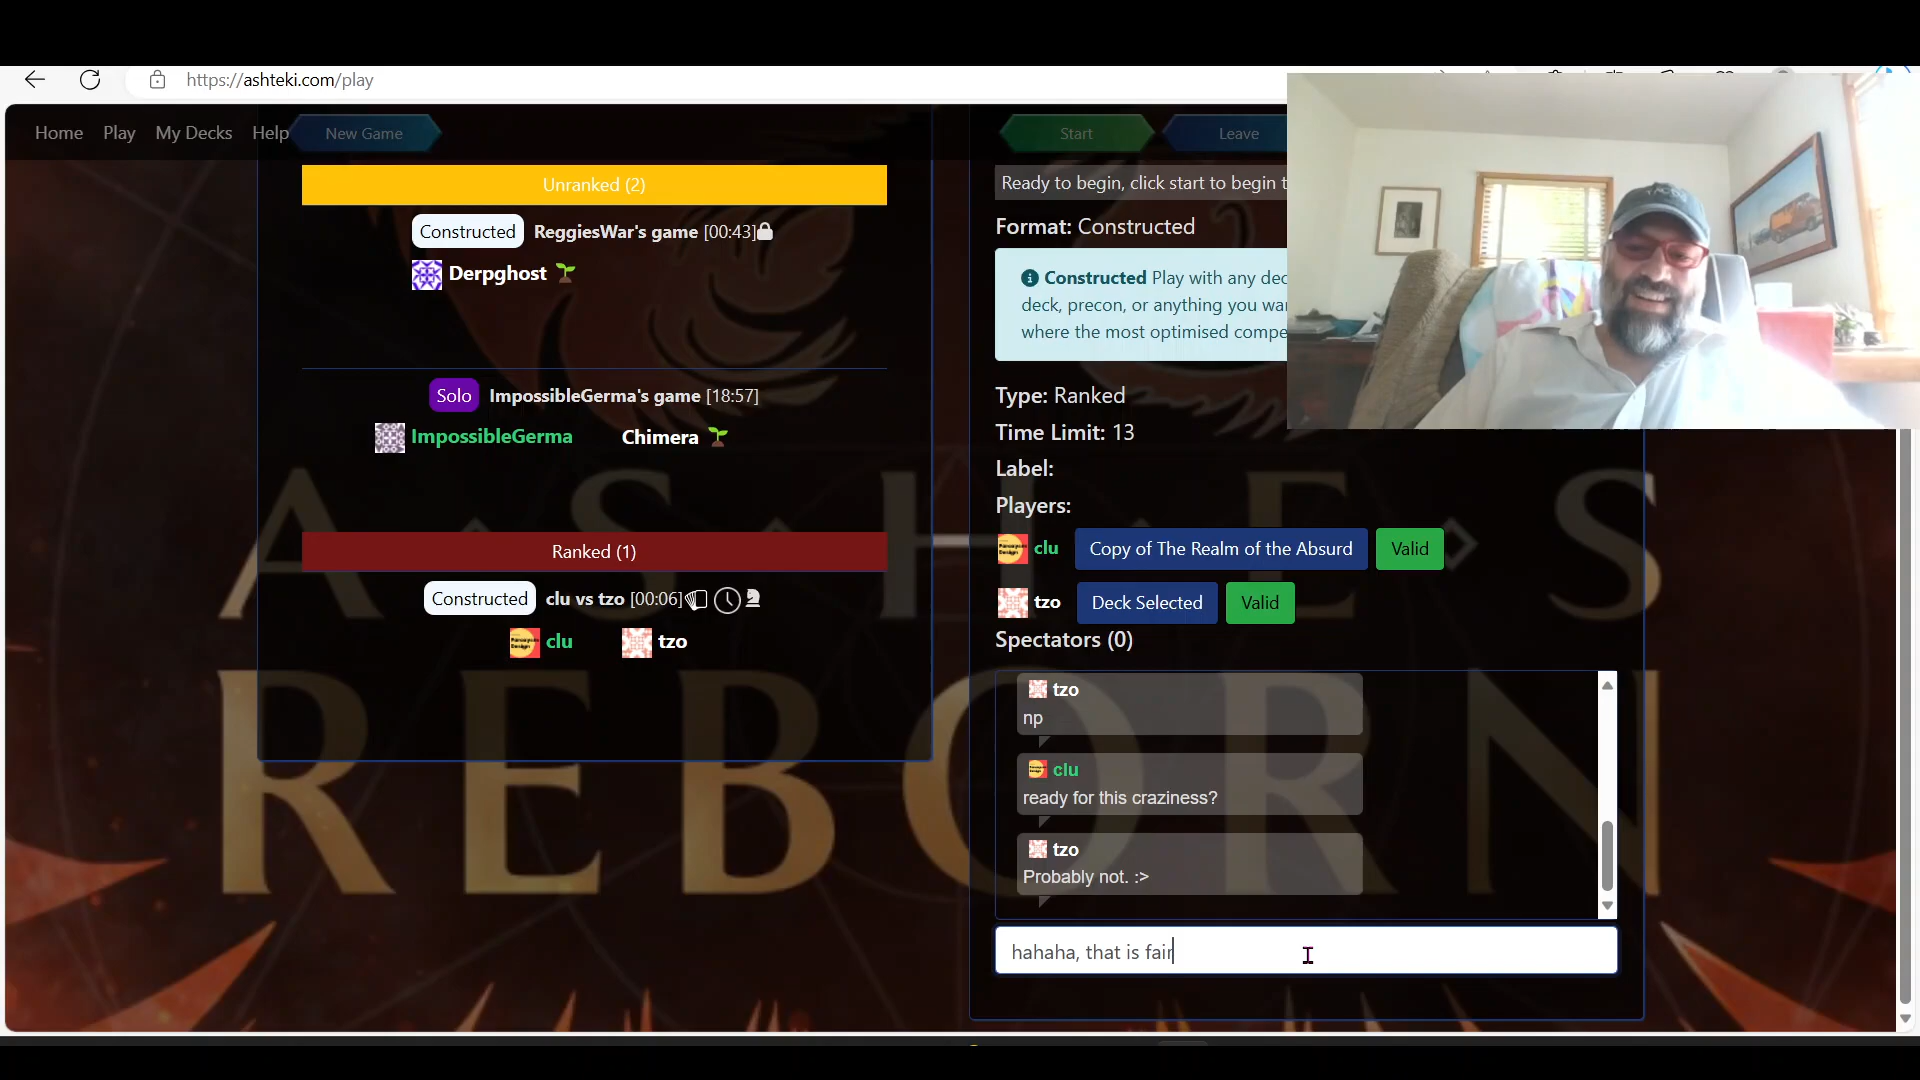 https://ashteki.com/play
Home Play My Decks Help New Game
Start Leave
Unranked (2)
Constructed ReggiesWar's game [00:43]
Derpghost
Solo ImpossibleGerma's game [18:57]
ImpossibleGerma Chimera
Ranked (1)
Constructed clu vs tzo [00:06]
clu tzo
Ready to begin, click start to begin t
Format: Constructed
Constructed Play with any dec
deck, precon, or anything you wa
where the most optimised compe
Type: Ranked
Time Limit: 13
Label:
Players:
clu Copy of The Realm of the Absurd Valid
tzo Deck Selected Valid
Spectators (0)
tzo
np
clu
ready for this craziness?
tzo
Probably not. :>
hahaha, that is fair
ASHES
REBORN